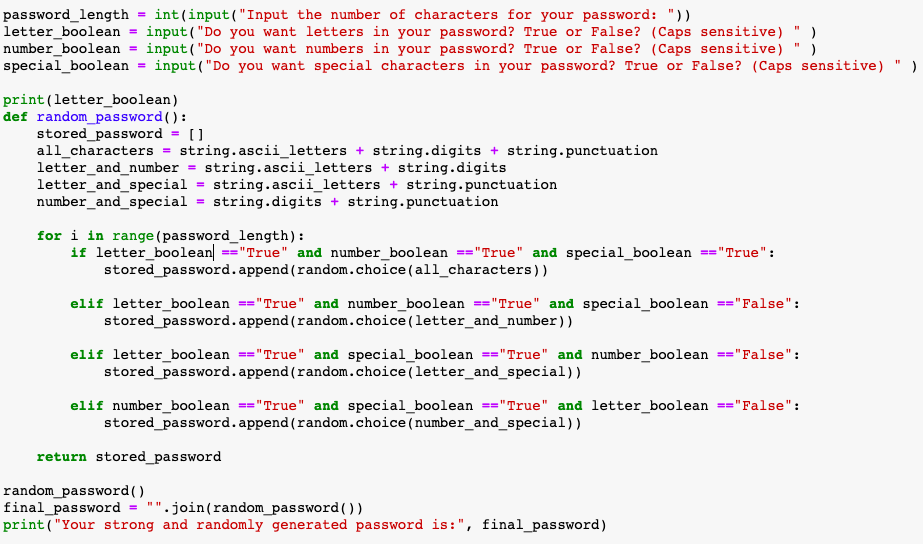 password_length = int(input("Input the number of characters for your password: "))
letter_boolean = input("Do you want letters in your password? True or False? (Caps sensitive) " )
number_boolean = input("Do you want numbers in your password? True or False? (Caps sensitive) " )
special_boolean = input("Do you want special characters in your password? True or False? (Caps sensitive) " )

print(letter_boolean)
def random_password():
    stored_password = []
    all_characters = string.ascii_letters + string.digits + string.punctuation
    letter_and_number = string.ascii_letters + string.digits
    letter_and_special = string.ascii_letters + string.punctuation
    number_and_special = string.digits + string.punctuation

    for i in range(password_length):
        if letter_boolean =="True" and number_boolean =="True" and special_boolean =="True":
            stored_password.append(random.choice(all_characters))

        elif letter_boolean =="True" and number_boolean =="True" and special_boolean =="False":
            stored_password.append(random.choice(letter_and_number))

        elif letter_boolean =="True" and special_boolean =="True" and number_boolean =="False":
            stored_password.append(random.choice(letter_and_special))

        elif number_boolean =="True" and special_boolean =="True" and letter_boolean =="False":
            stored_password.append(random.choice(number_and_special))

    return stored_password

random_password()
final_password = "".join(random_password())
print("Your strong and randomly generated password is:", final_password)